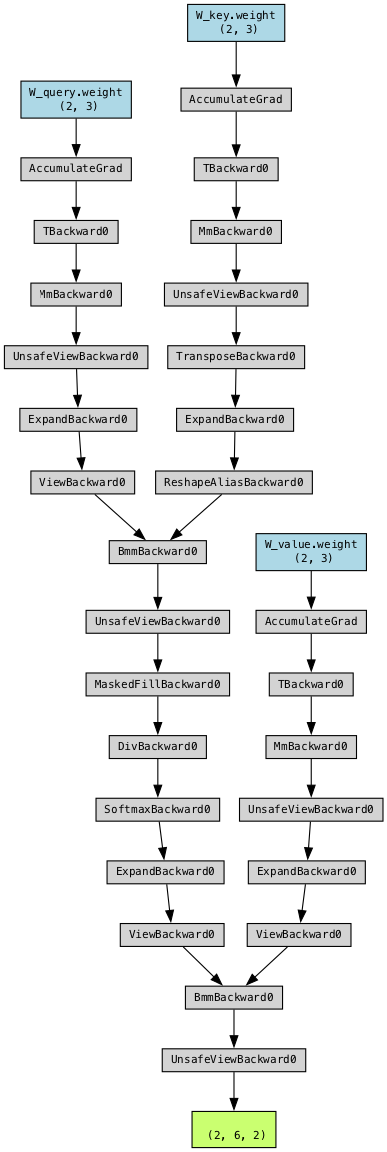 W_key.weight
(2, 3)
W_query.weight
(2, 3)
AccumulateGrad
AccumulateGrad
TBackward0
TBackward0
MmBackward0
MmBackward0
UnsafeViewBackward0
UnsafeViewBackward0
TransposeBackward0
ExpandBackward0
ExpandBackward0
ViewBackward0
ReshapeAliasBackward0
BmmBackward0
W_value.weight
(2, 3)
UnsafeViewBackward0
AccumulateGrad
MaskedFillBackward0
TBackward0
DivBackward0
MmBackward0
SoftmaxBackward0
UnsafeViewBackward0
ExpandBackward0
ExpandBackward0
ViewBackward0
ViewBackward0
BmmBackward0
UnsafeViewBackward0
(2, 6, 2)